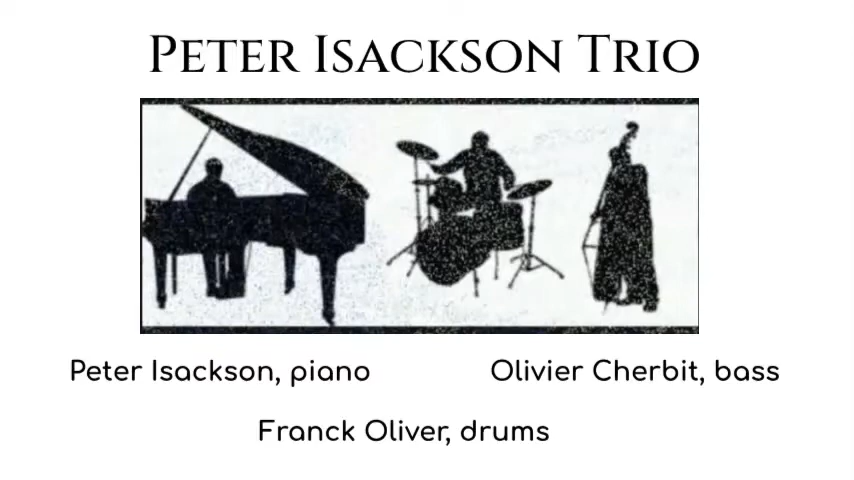 Peter Isackson Trio
Peter Isackson, piano
Olivier Cherbit, bass
Franck Oliver, drums